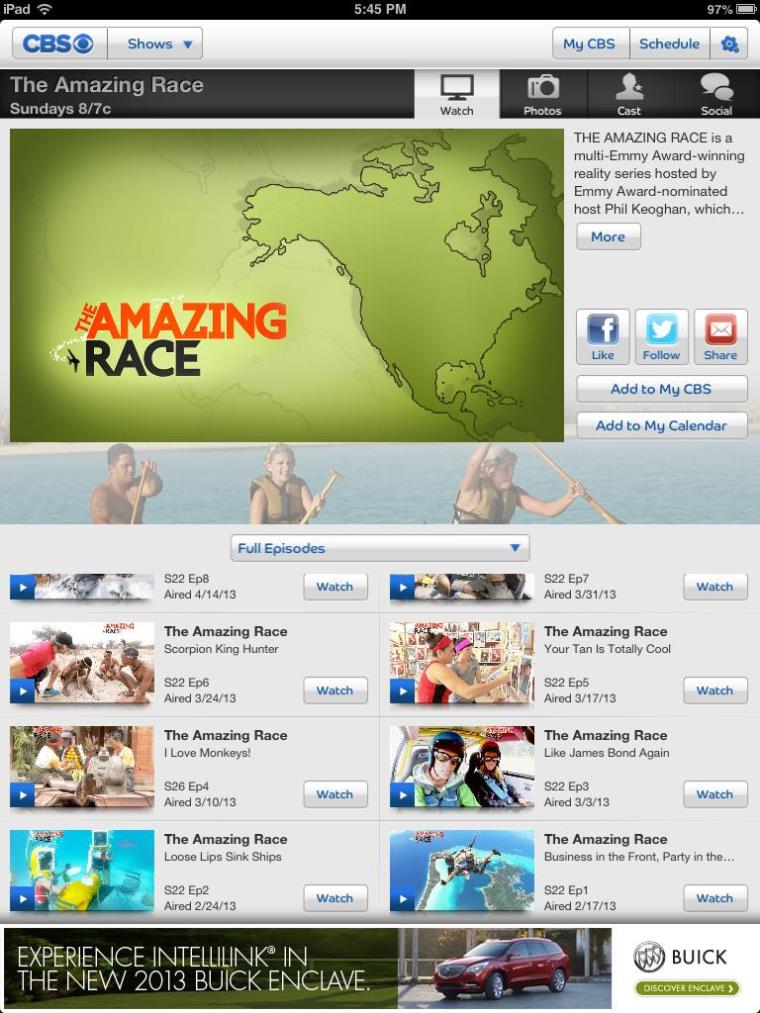 iPad
5:45 PM
97%
CBS
Shows
My CBS
Schedule
The Amazing Race
Sundays 8/7c
Watch
Photos
Cast
Social
THE AMAZING RACE
THE AMAZING RACE is a
multi-Emmy Award-winning
reality series hosted by
Emmy Award-nominated
host Phil Keoghan, which...
More
Like
Follow
Share
Add to My CBS
Add to My Calendar
Full Episodes
S22 Ep8
Aired 4/14/13
Watch
S22 Ep7
Aired 3/31/13
Watch
The Amazing Race
Scorpion King Hunter
S22 Ep6
Aired 3/24/13
Watch
The Amazing Race
Your Tan Is Totally Cool
S22 Ep5
Aired 3/17/13
Watch
The Amazing Race
I Love Monkeys!
S26 Ep4
Aired 3/10/13
Watch
The Amazing Race
Like James Bond Again
S22 Ep3
Aired 3/3/13
Watch
The Amazing Race
Loose Lips Sink Ships
S22 Ep2
Aired 2/24/13
Watch
The Amazing Race
Business in the Front, Party in the...
S22 Ep1
Aired 2/17/13
Watch
EXPERIENCE INTELLILINK® IN
THE NEW 2013 BUICK ENCLAVE.
BUICK
DISCOVER ENCLAVE